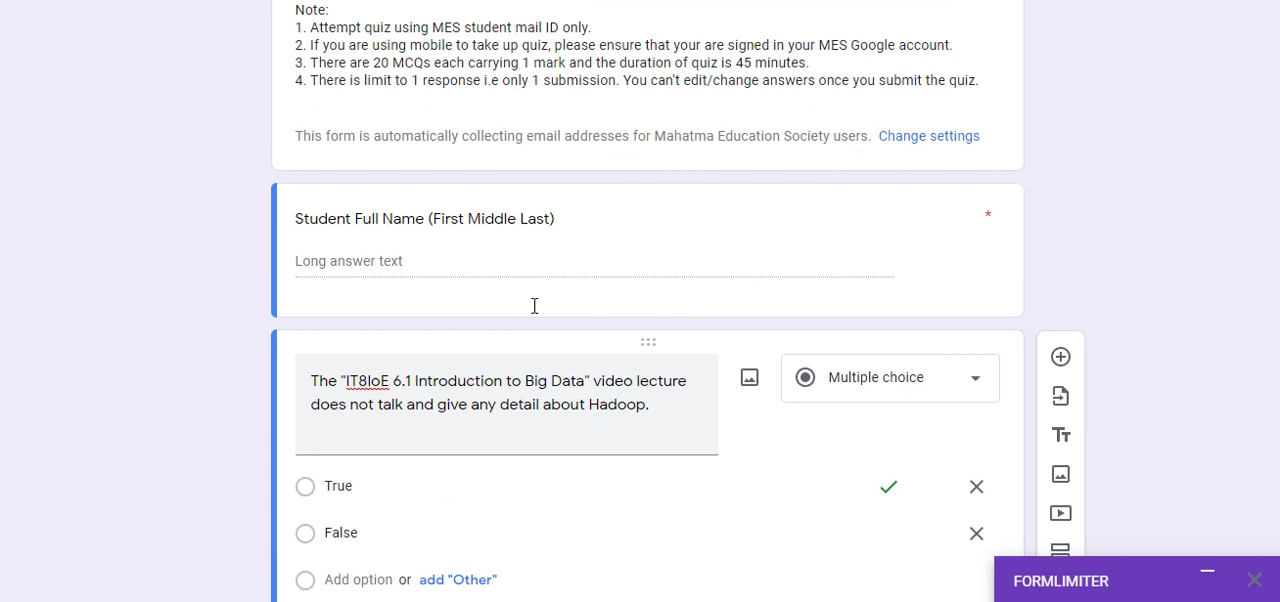 Note:
1. Attempt quiz using MES student mail ID only.
2. If you are using mobile to take up quiz, please ensure that your are signed in your MES Google account.
3. There are 20 MCQs each carrying 1 mark and the duration of quiz is 45 minutes.
4. There is limit to 1 response i.e only 1 submission. You can't edit/change answers once you submit the quiz.
This form is automatically collecting email addresses for Mahatma Education Society users. Change settings
Student Full Name (First Middle Last) *
Long answer text
The "IT8IoE 6.1 Introduction to Big Data" video lecture
does not talk and give any detail about Hadoop.
Multiple choice
True
False
Add option or add "Other"
FORMLIMITER